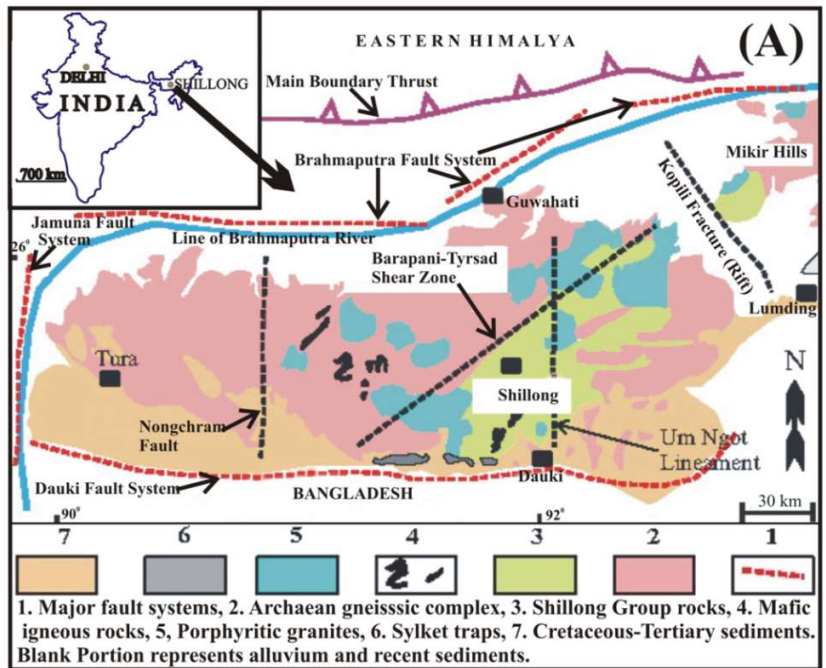 EASTERN HIMALYA
(A)
DELHI
SHILLONG
INDIA
700 km
Main Boundary Thrust
Brahmaputra Fault System
Mikir Hills
Guwahati
Kopili Fracture (Rift)
Jamuna Fault
System
Line of Brahmaputra River
26°
Barapani-Tyrsad
Shear Zone
Lumding
Tura
N
Shillong
Nongchram
Fault
Um Ngot
Lineament
Dauki Fault System
BANGLADESH
Dauki
30 km
90°
92°
7 6 5 4 3 2 1
1. Major fault systems, 2. Archaean gneisssic complex, 3. Shillong Group rocks, 4. Mafic
igneous rocks, 5, Porphyritic granites, 6. Sylket traps, 7. Cretaceous-Tertiary sediments.
Blank Portion represents alluvium and recent sediments.